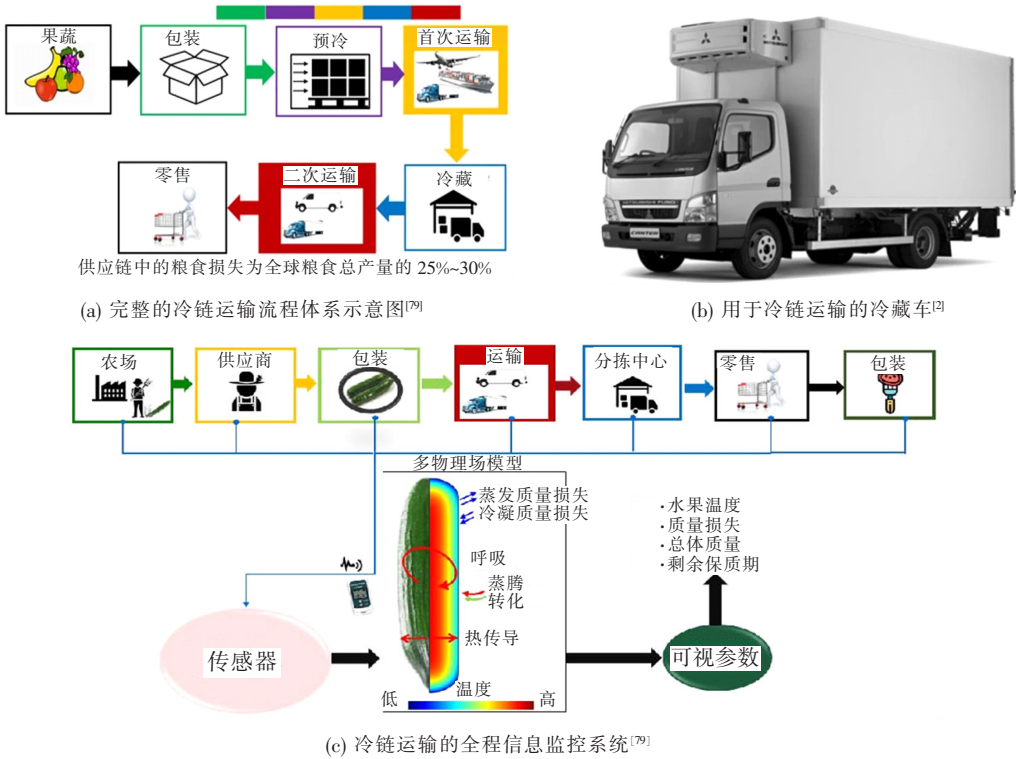 果蔬
包装
预冷
首次运输
零售
二次运输
冷藏
供应链中的粮食损失为全球粮食总产量的 25%~30%
(a) 完整的冷链运输流程体系示意图[79]
MITSUBISHI FUSO
CANTER
(b) 用于冷链运输的冷藏车[2]
农场
供应商
包装
运输
分拣中心
零售
包装
多物理场模型
蒸发质量损失
冷凝质量损失
呼吸
蒸腾
转化
热传导
温度
低
高
传感器
可视参数
·水果温度
·质量损失
·总体质量
·剩余保质期
(c) 冷链运输的全程信息监控系统[79]